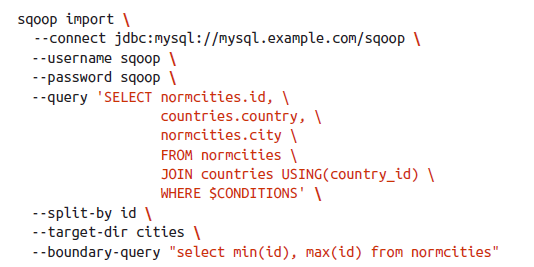 sqoop import \
--connect jdbc:mysql://mysql.example.com/sqoop \
--username sqoop \
--password sqoop \
--query 'SELECT normcities.id, \
countries.country, \
normcities.city \
FROM normcities \
JOIN countries USING(country_id) \
WHERE $CONDITIONS' \
--split-by id \
--target-dir cities \
--boundary-query "select min(id), max(id) from normcities"